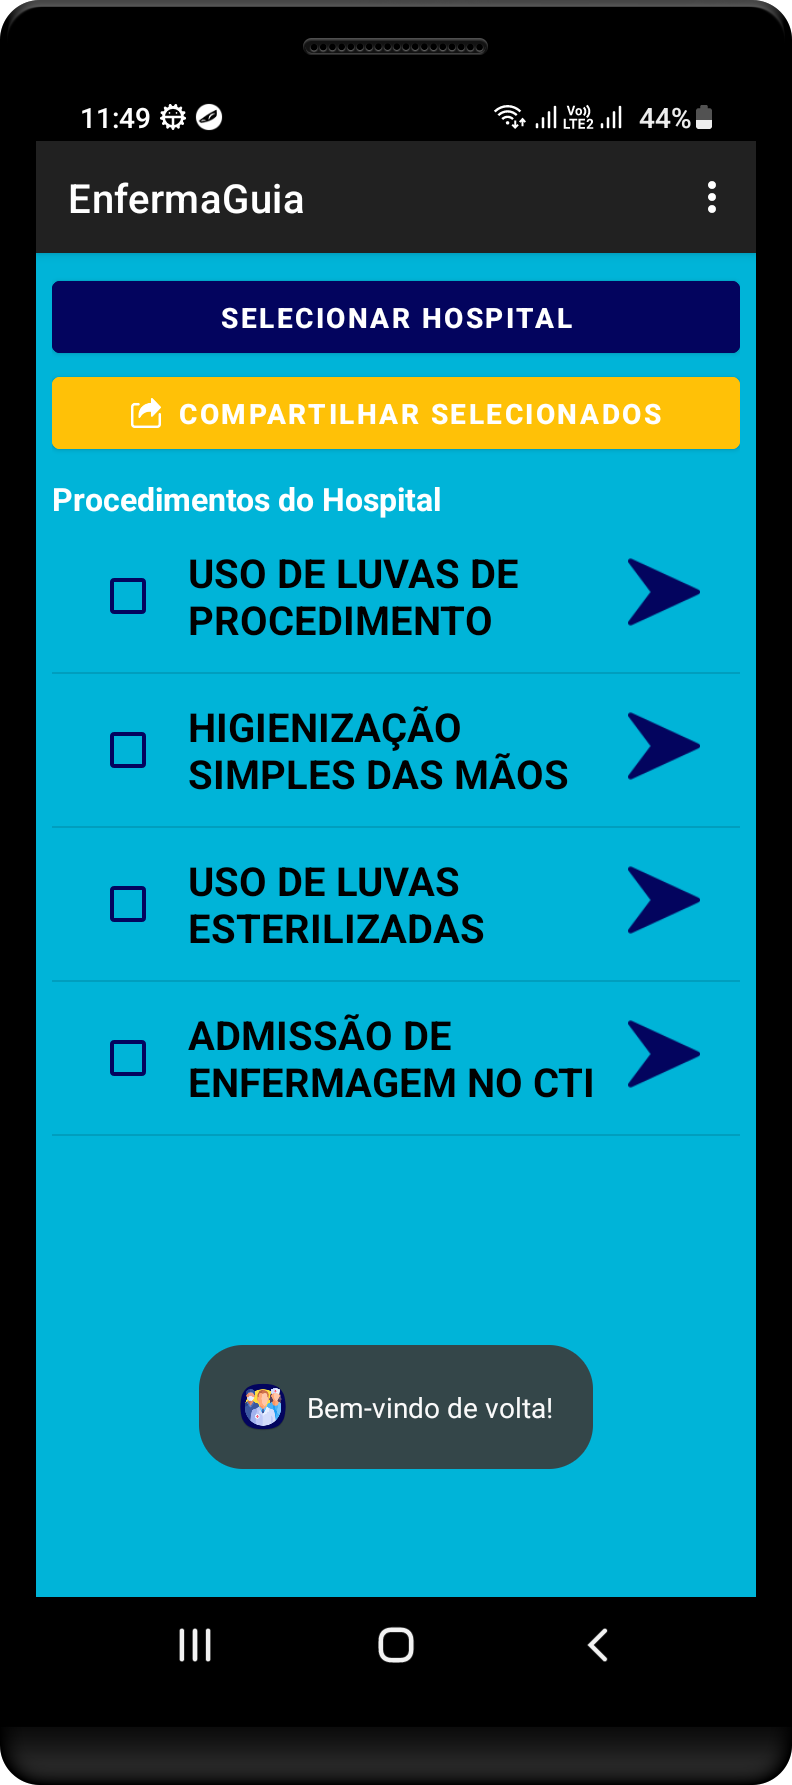 11:49
Vo))
LTE2
44%
EnfermaGuia
SELECIONAR HOSPITAL
COMPARTILHAR SELECIONADOS
Procedimentos do Hospital
USO DE LUVAS DE
PROCEDIMENTO
HIGIENIZAÇÃO
SIMPLES DAS MÃOS
USO DE LUVAS
ESTERILIZADAS
ADMISSÃO DE
ENFERMAGEM NO CTI
Bem-vindo de volta!